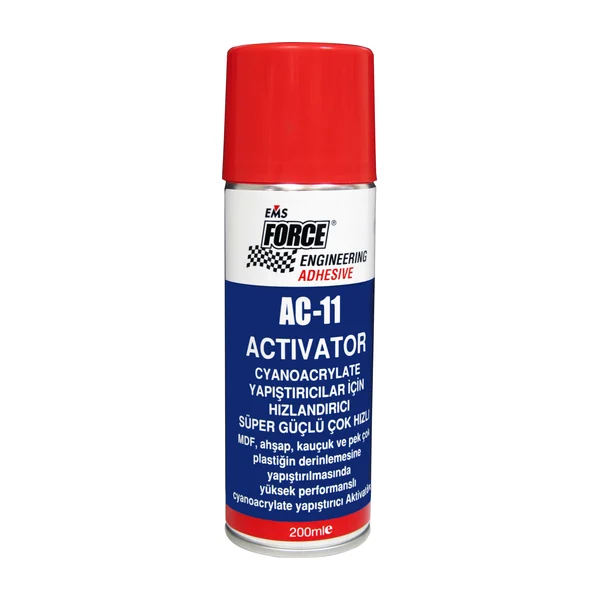 EMS
FORCE®
ENGINEERING
ADHESIVE
AC-11
ACTIVATOR
CYANOACRYLATE
YAPIŞTIRICILAR İÇİN
HIZLANDIRICI
SÜPER GÜÇLÜ ÇOK HIZLI
MDF, ahşap, kauçuk ve pek çok
plastiğin derinlemesine
yapıştırılmasında
yüksek performanslı
cyanoacrylate yapıştırıcı Aktivatörü
200ml℮